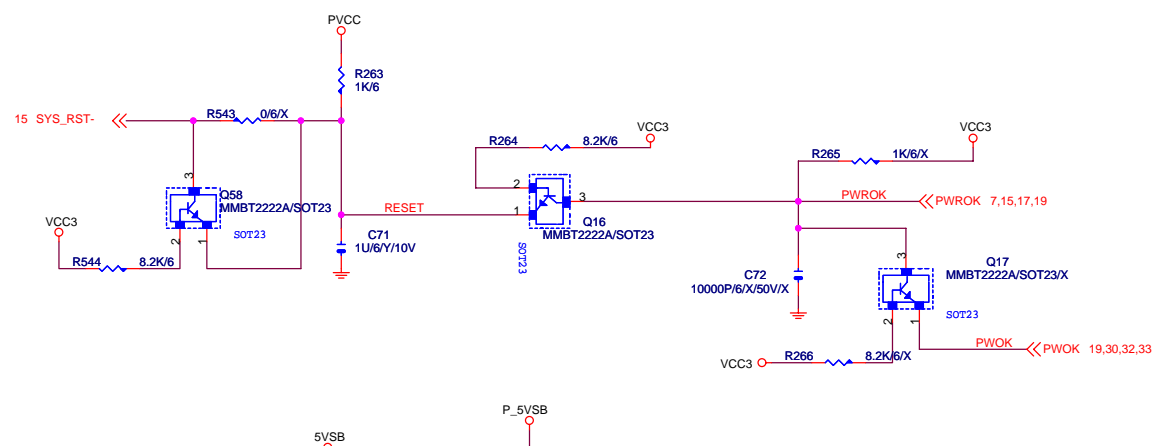 PVCC
R263
1K/6
15 SYS_RST-
R543 0/6/X
R264 8.2K/6
VCC3
VCC3
R265 1K/6/X
3
Q58
MMBT2222A/SOT23
SOT23
2
1
VCC3
R544 8.2K/6
RESET
C71
1U/6/Y/10V
2
1
3
Q16
MMBT2222A/SOT23
SOT23
PWROK
PWROK 7,15,17,19
C72
10000P/6/X/50V/X
3
Q17
MMBT2222A/SOT23/X
SOT23
2
1
PWOK
PWOK 19,30,32,33
VCC3
R266 8.2K/6/X
P_5VSB
5VSB